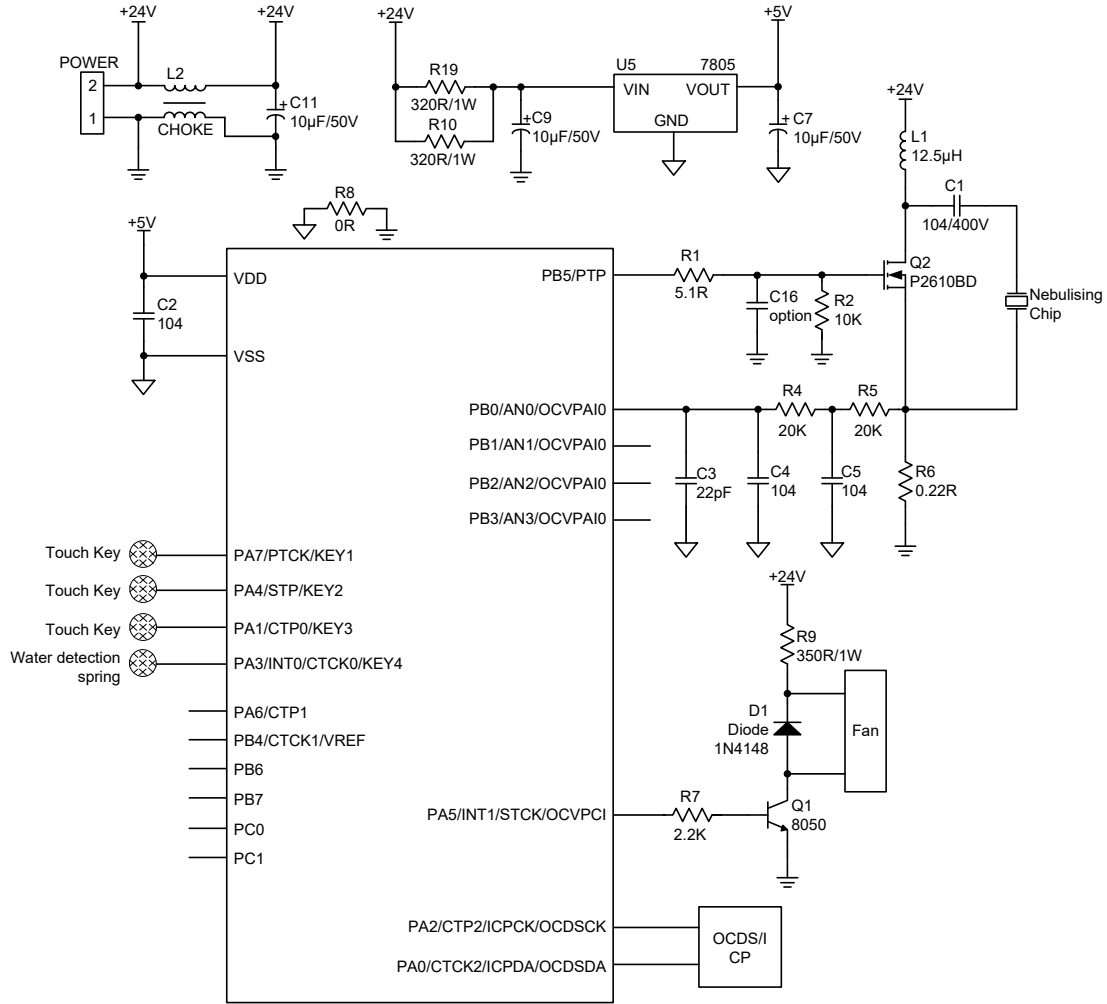 +24V
+24V
POWER
2
1
L2
CHOKE
+
C11
10µF/50V
+24V
R19
320R/1W
R10
320R/1W
+
C9
10µF/50V
U5
7805
VIN
VOUT
GND
+5V
+
C7
10µF/50V
+24V
L1
12.5µH
C1
104/400V
R8
0R
+5V
C2
104
VDD
VSS
PB5/PTP
R1
5.1R
C16
option
R2
10K
Q2
P2610BD
Nebulising
Chip
PB0/AN0/OCVPAI0
PB1/AN1/OCVPAI0
PB2/AN2/OCVPAI0
PB3/AN3/OCVPAI0
R4
20K
R5
20K
C3
22pF
C4
104
C5
104
R6
0.22R
Touch Key
PA7/PTCK/KEY1
Touch Key
PA4/STP/KEY2
Touch Key
PA1/CTP0/KEY3
Water detection
spring
PA3/INT0/CTCK0/KEY4
PA6/CTP1
PB4/CTCK1/VREF
PB6
PB7
PC0
PC1
+24V
R9
350R/1W
D1
Diode
1N4148
Fan
PA5/INT1/STCK/OCVPCI
R7
2.2K
Q1
8050
PA2/CTP2/ICPCK/OCDSCK
PA0/CTCK2/ICPDA/OCDSDA
OCDS/I
CP